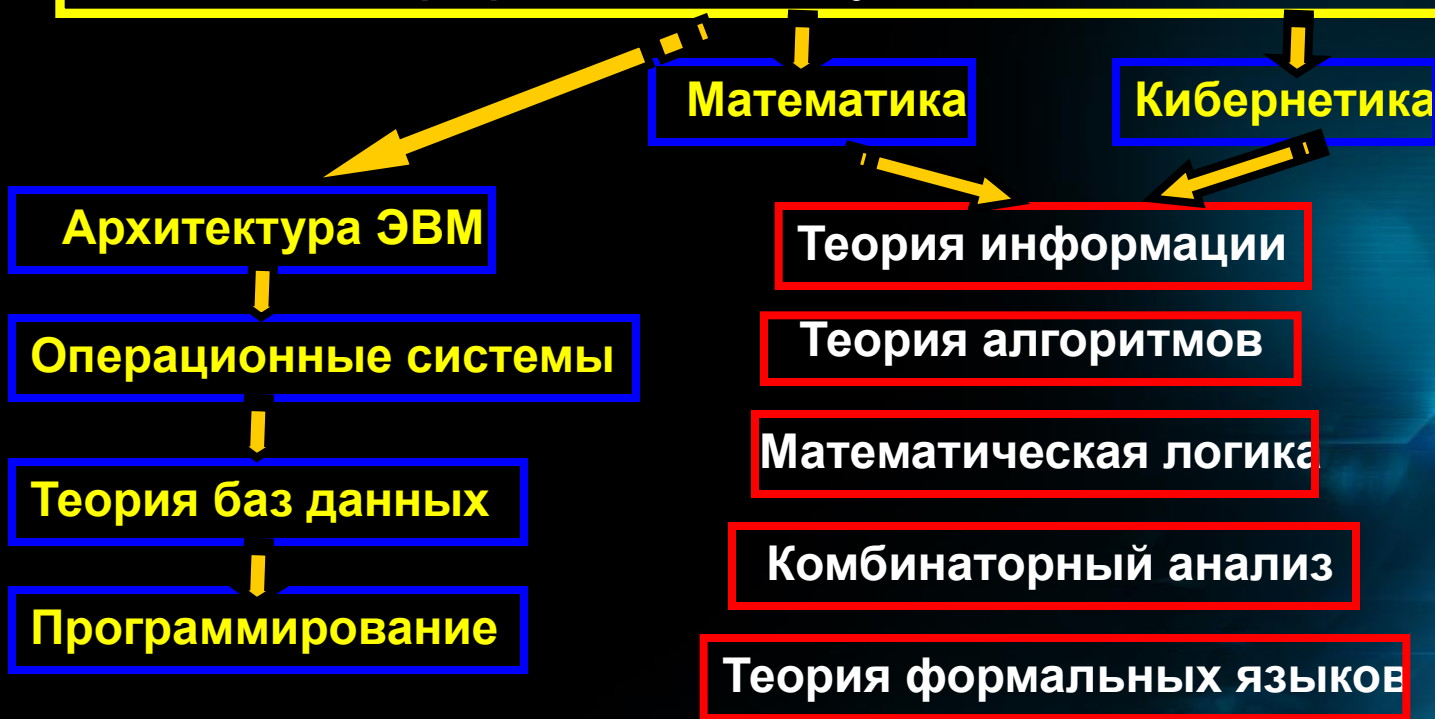 Математика
Кибернетика
Архитектура ЭВМ
Операционные системы
Теория баз данных
Программирование
Теория информации
Теория алгоритмов
Математическая логика
Комбинаторный анализ
Теория формальных языков